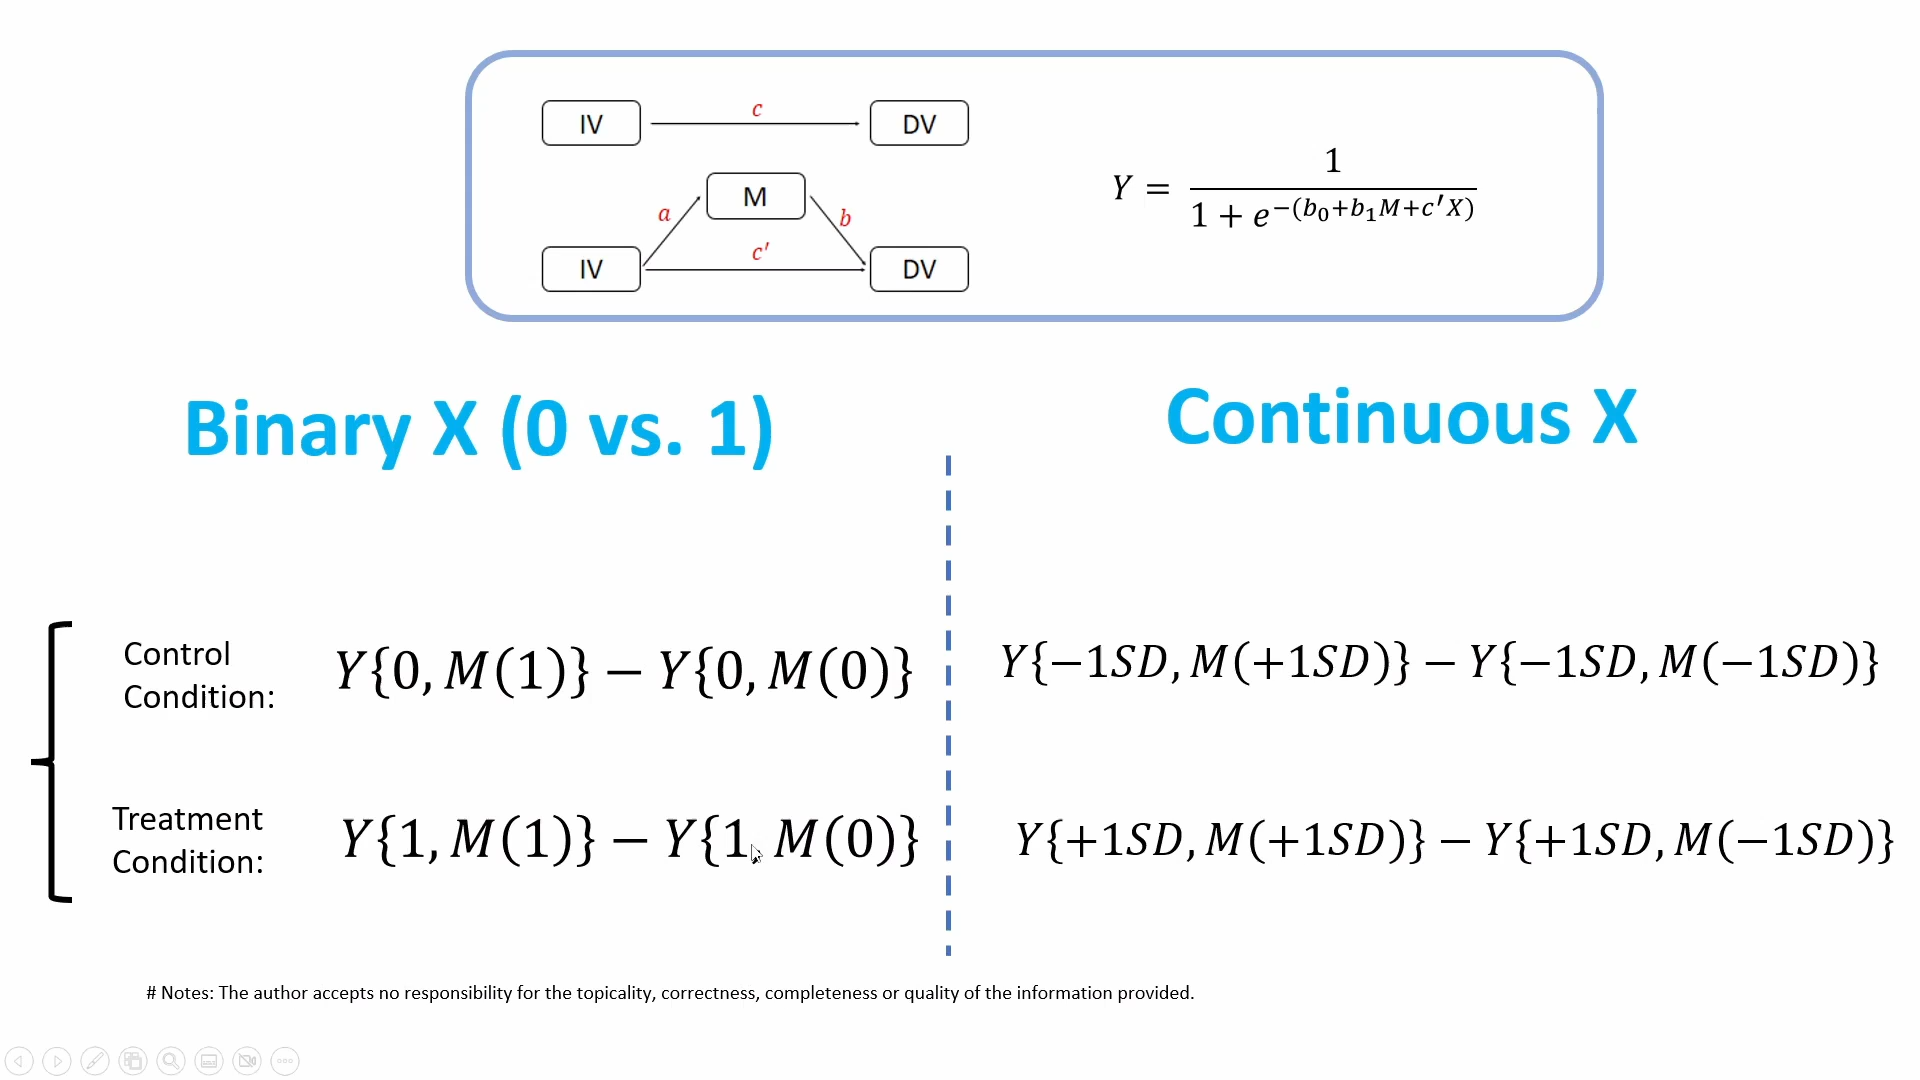 IV
c
DV
M
a
b
IV
c′
DV
Y = 1 / (1 + e^−(b₀+b₁M+c′X))
Binary X (0 vs. 1)
Continuous X
Control
Condition:
Y{0, M(1)} − Y{0, M(0)}
Y{−1SD, M(+1SD)} − Y{−1SD, M(−1SD)}
Treatment
Condition:
Y{1, M(1)} − Y{1, M(0)}
Y{+1SD, M(+1SD)} − Y{+1SD, M(−1SD)}
# Notes: The author accepts no responsibility for the topicality, correctness, completeness or quality of the information provided.